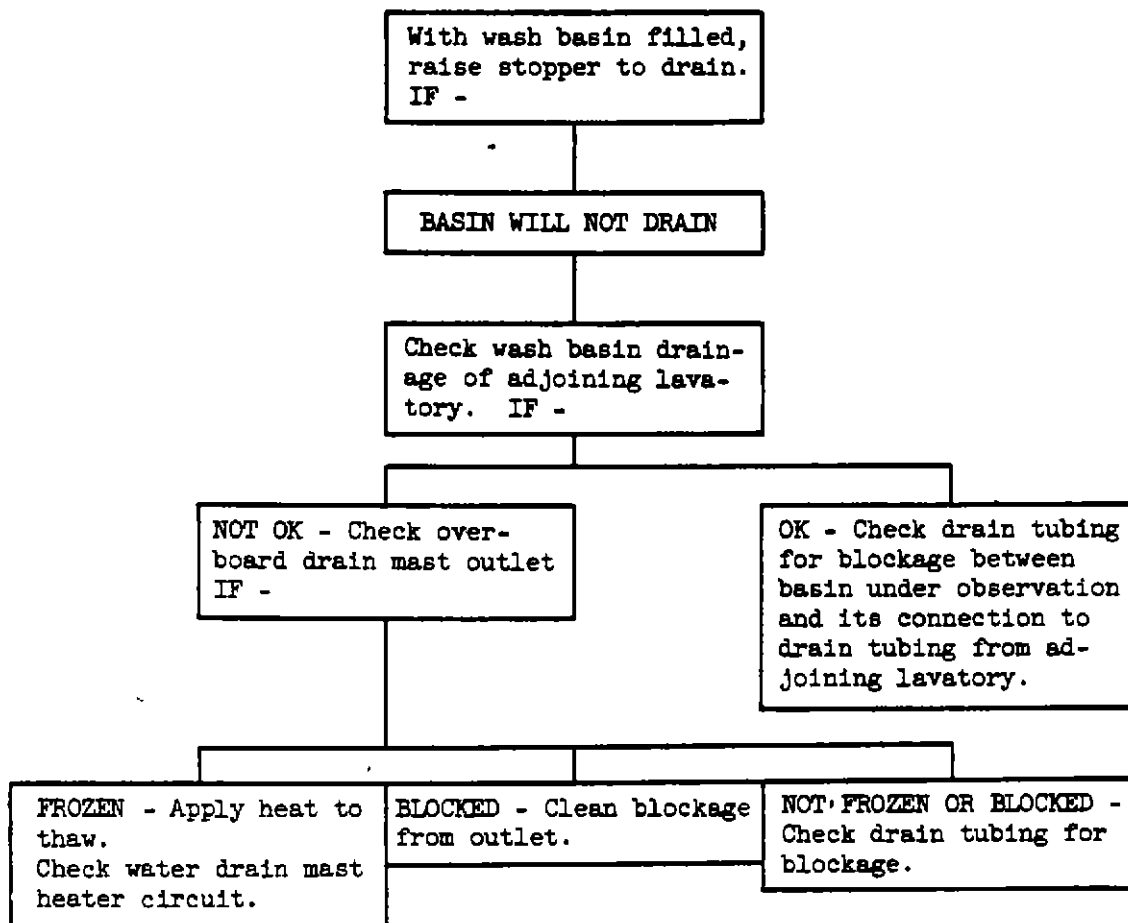 With wash basin filled,
raise stopper to drain.
IF -
BASIN WILL NOT DRAIN
Check wash basin drain-
age of adjoining lava-
tory. IF -
NOT OK - Check over-
board drain mast outlet
IF -
OK - Check drain tubing
for blockage between
basin under observation
and its connection to
drain tubing from ad-
joining lavatory.
FROZEN - Apply heat to
thaw.
Check water drain mast
heater circuit.
BLOCKED - Clean blockage
from outlet.
NOT FROZEN OR BLOCKED -
Check drain tubing for
blockage.